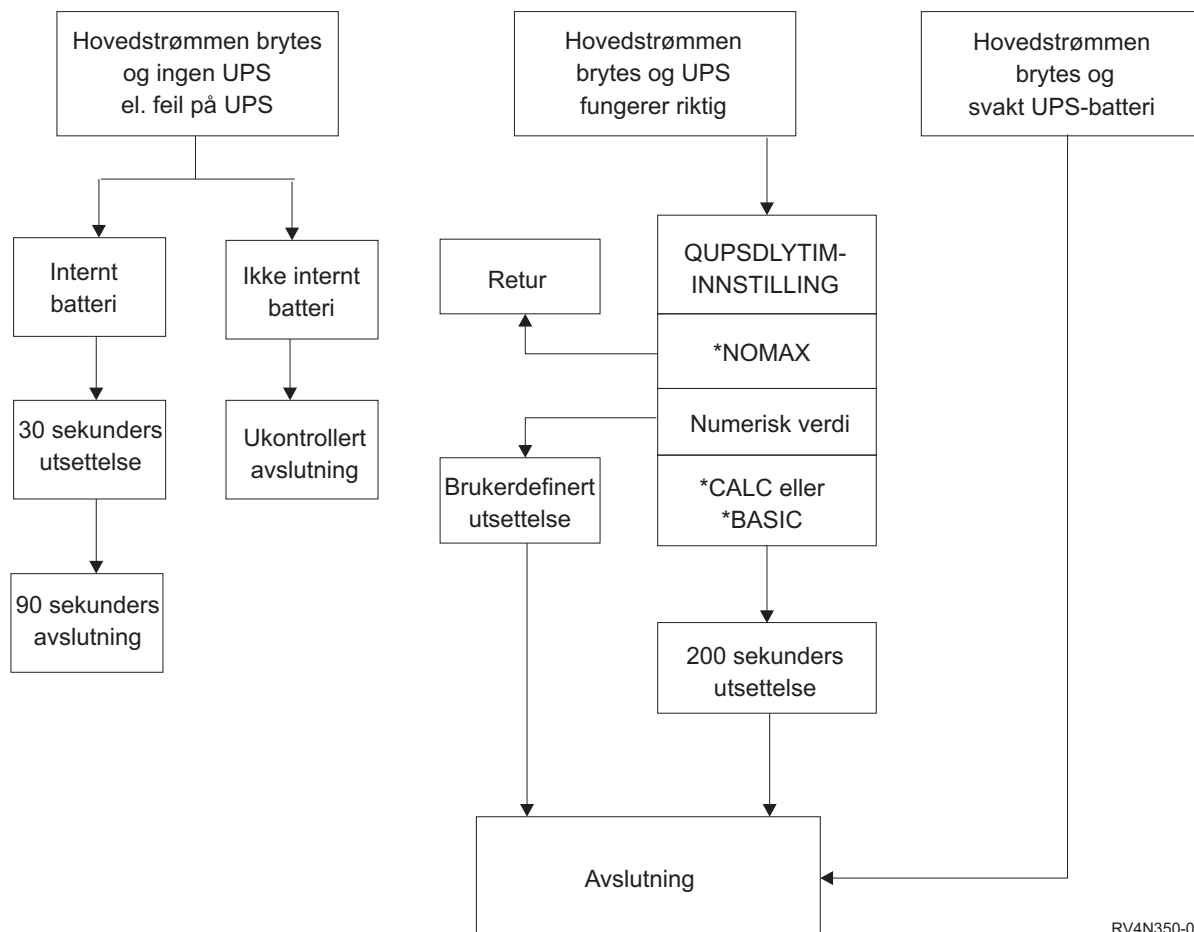 Hovedstrømmen brytes
og ingen UPS
el. feil på UPS
Hovedstrømmen
brytes og UPS
fungerer riktig
Hovedstrømmen
brytes og
svakt UPS-batteri
Internt
batteri
Ikke internt
batteri
Retur
QUPSDLYTIM-
INNSTILLING
*NOMAX
Numerisk verdi
*CALC eller
*BASIC
30 sekunders
utsettelse
Ukontrollert
avslutning
Brukerdefinert
utsettelse
90 sekunders
avslutning
200 sekunders
utsettelse
Avslutning
RV4N350-0